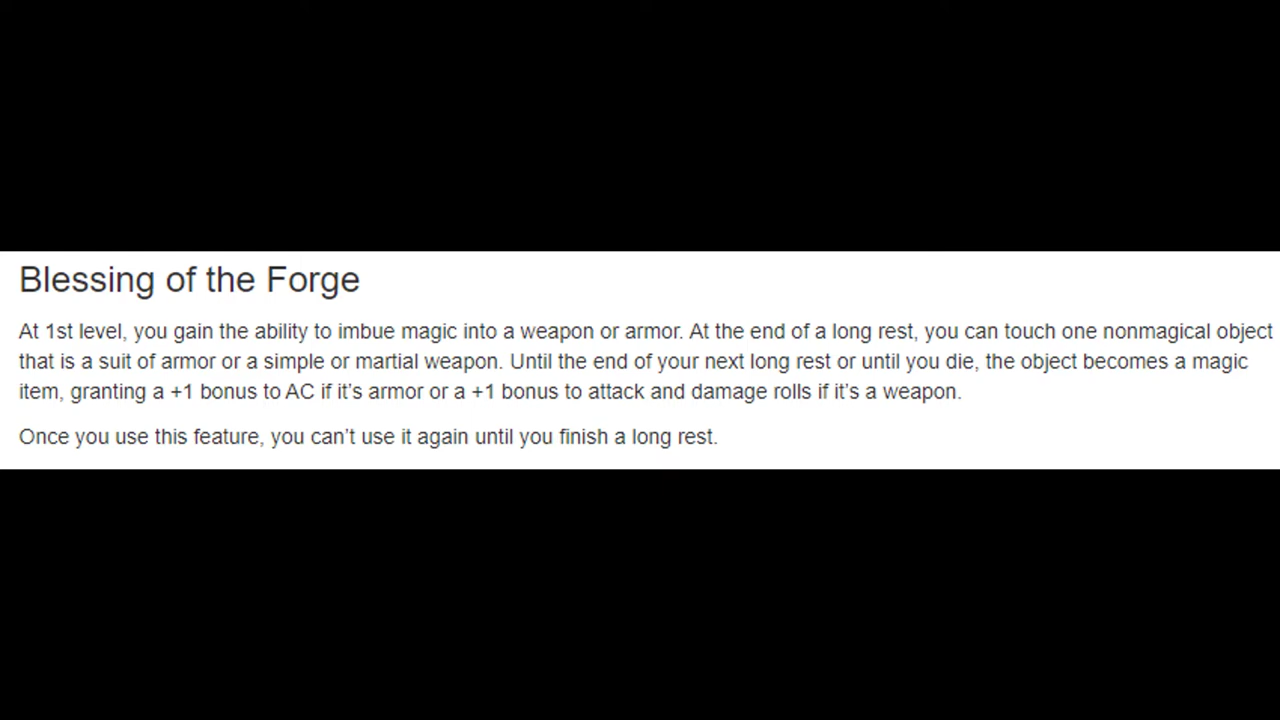 Blessing of the Forge
At 1st level, you gain the ability to imbue magic into a weapon or armor. At the end of a long rest, you can touch one nonmagical object
that is a suit of armor or a simple or martial weapon. Until the end of your next long rest or until you die, the object becomes a magic
item, granting a +1 bonus to AC if it’s armor or a +1 bonus to attack and damage rolls if it’s a weapon.
Once you use this feature, you can’t use it again until you finish a long rest.